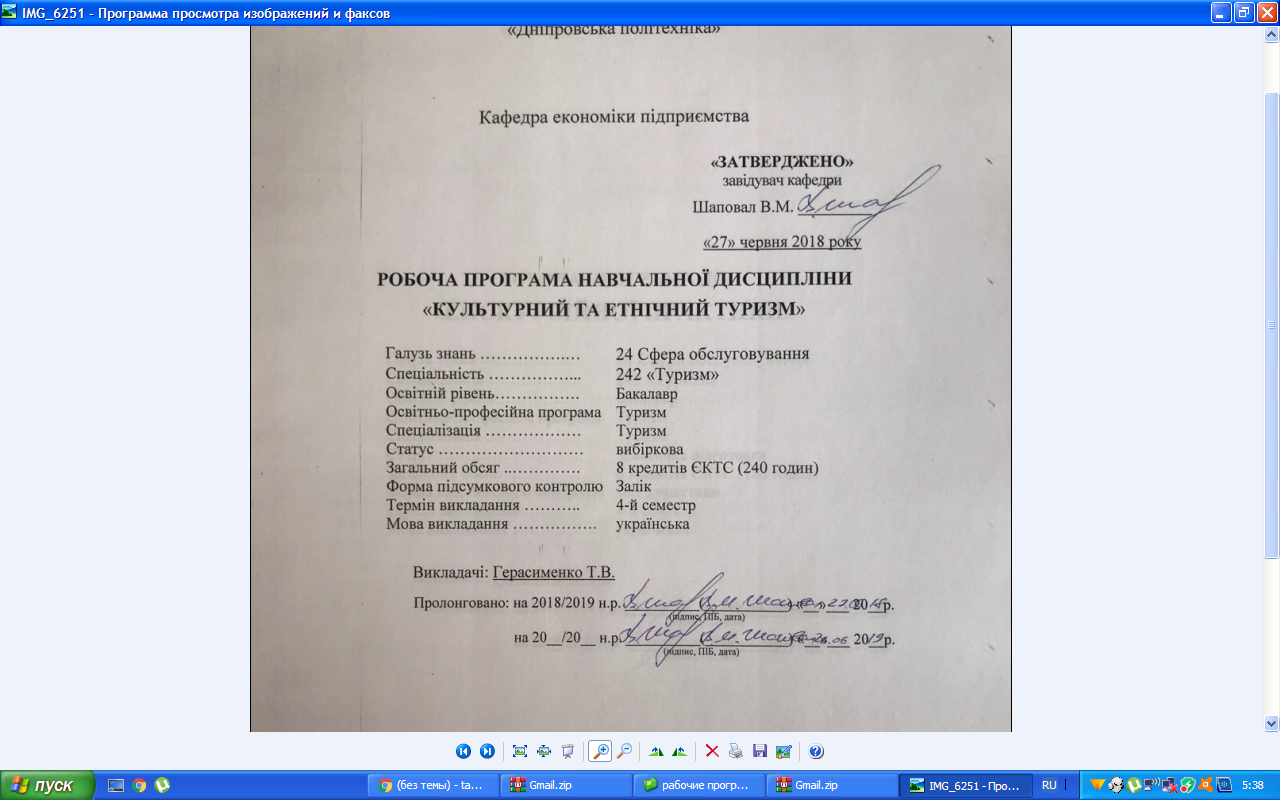 IMG_6251 - Программа просмотра изображений и факсов
«Дніпровська політехніка»
Кафедра економіки підприємства
«ЗАТВЕРДЖЕНО»
завідувач кафедри
Шаповал В.М.
«27» червня 2018 року
РОБОЧА ПРОГРАМА НАВЧАЛЬНОЇ ДИСЦИПЛІНИ
«КУЛЬТУРНИЙ ТА ЕТНІЧНИЙ ТУРИЗМ»
Галузь знань ………………… 24 Сфера обслуговування
Спеціальність ……………... 242 «Туризм»
Освітній рівень……………. Бакалавр
Освітньо-професійна програма Туризм
Спеціалізація ……………… Туризм
Статус ……………………… вибіркова
Загальний обсяг ..………… 8 кредитів ЄКТС (240 годин)
Форма підсумкового контролю Залік
Термін викладання ……….. 4-й семестр
Мова викладання ……………. українська
Викладачі: Герасименко Т.В.
Пролонговано: на 2018/2019 н.р. 2018р.
(підпис, ПІБ, дата)
на 20__/20__ н.р. 2019р.
(підпис, ПІБ, дата)
пуск
(без темы) - ta...
Gmail.zip
рабочие прогр...
Gmail.zip
IMG_6251 - Про...
RU
5:38